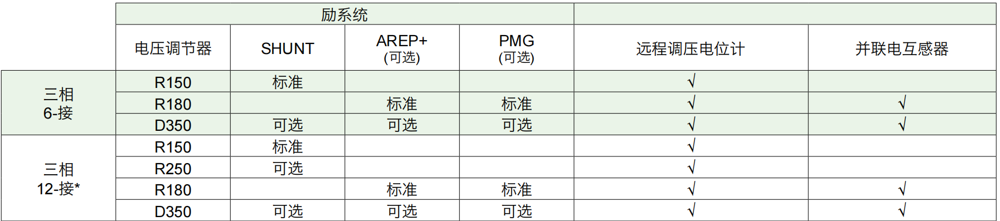 励系统
电压调节器 SHUNT AREP+ (可选) PMG (可选) 远程调压电位计 并联电互感器
三相
6-接
R150 标准 √
R180 标准 标准 √ √
D350 可选 可选 可选 √ √
三相
12-接*
R150 标准 √
R250 可选 √
R180 标准 标准 √ √
D350 可选 可选 可选 √ √